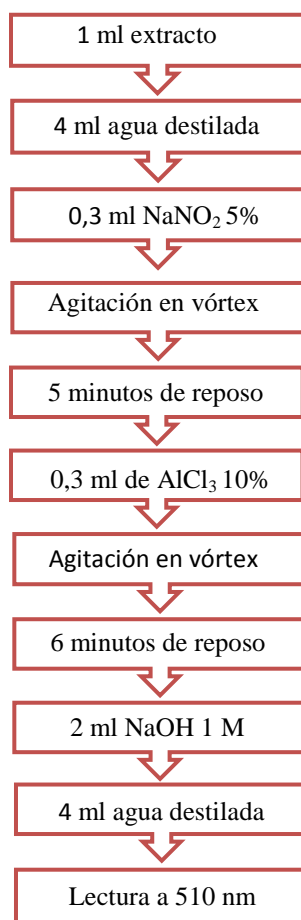 1 ml extracto
4 ml agua destilada
0,3 ml NaNO₂ 5%
Agitación en vórtex
5 minutos de reposo
0,3 ml de AlCl₃ 10%
Agitación en vórtex
6 minutos de reposo
2 ml NaOH 1 M
4 ml agua destilada
Lectura a 510 nm